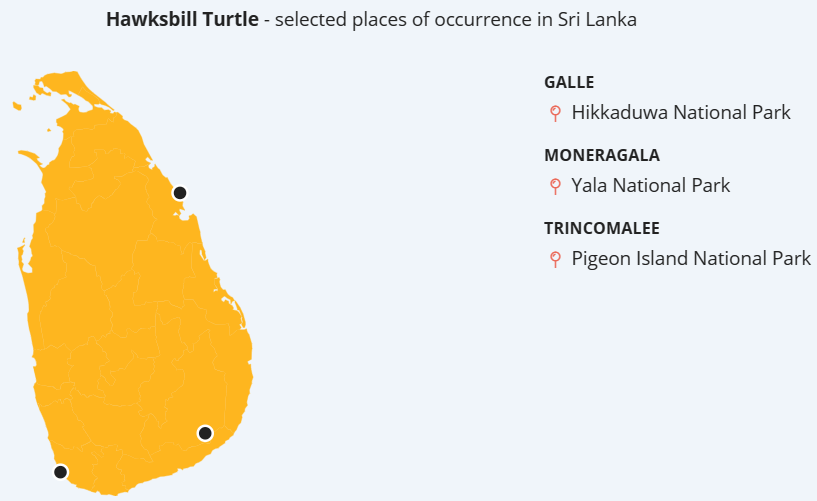 Hawksbill Turtle - selected places of occurrence in Sri Lanka
GALLE
Hikkaduwa National Park
MONERAGALA
Yala National Park
TRINCOMALEE
Pigeon Island National Park